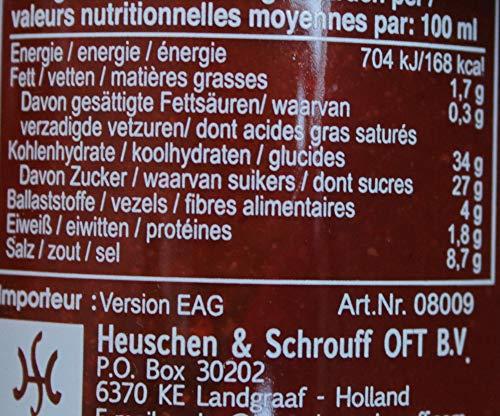 valeurs nutritionnelles moyennes par: 100 ml
Energie / energie / énergie 704 kJ/168 kcal
Fett / vetten / matières grasses 1,7 g
Davon gesättigte Fettsäuren/ waarvan 0,3 g
verzadigde vetzuren/ dont acides gras saturés
Kohlenhydrate / koolhydraten / glucides 34 g
Davon Zucker / waarvan suikers / dont sucres 27 g
Ballaststoffe / vezels / fibres alimentaires 4 g
Eiweiß / eiwitten / protéines 1,8 g
Salz / zout / sel 8,7 g
Importeur : Version EAG Art.Nr. 08009
Heuschen & Schrouff OFT B.V.
P.O. Box 30202
6370 KE Landgraaf - Holland